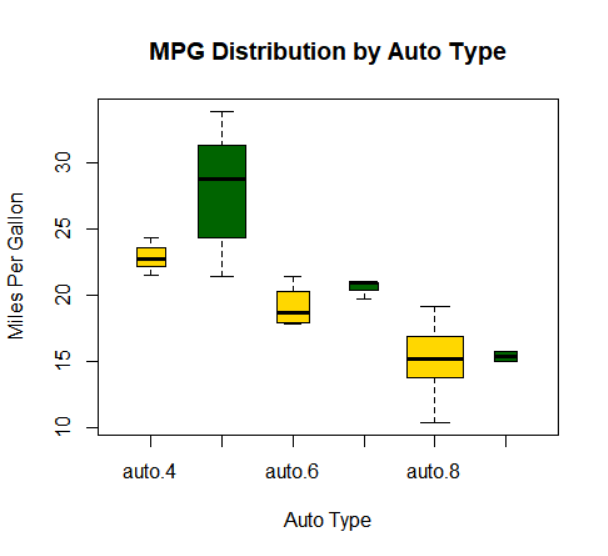 MPG Distribution by Auto Type
Miles Per Gallon
30
25
20
15
10
auto.4 auto.6 auto.8
Auto Type